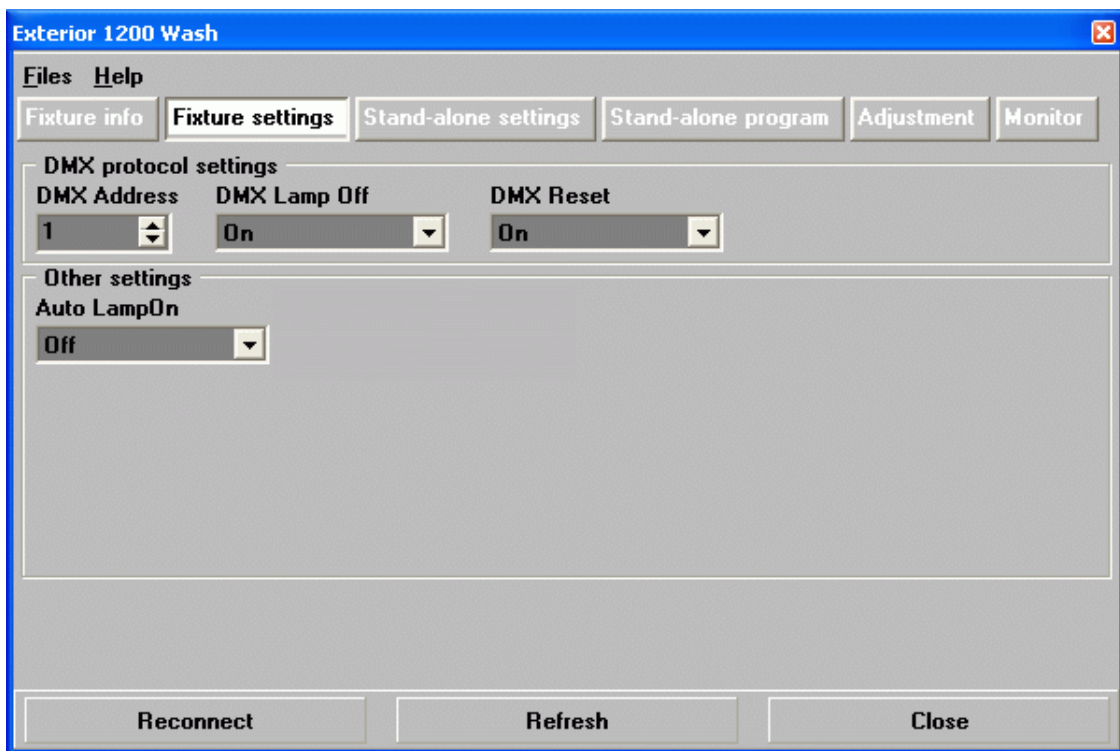 Exterior 1200 Wash
Files Help
Fixture info Fixture settings Stand-alone settings Stand-alone program Adjustment Monitor
DMX protocol settings
DMX Address DMX Lamp Off DMX Reset
1 On On
Other settings
Auto LampOn
Off
Reconnect Refresh Close